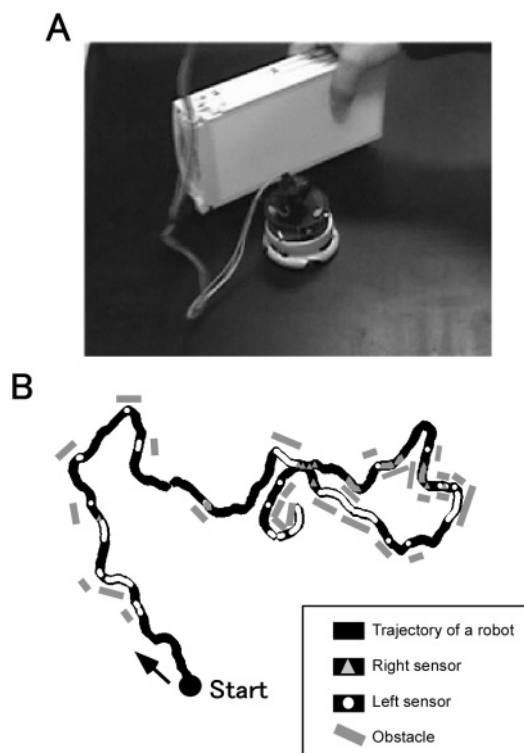 A
B
Start
Trajectory of a robot
Right sensor
Left sensor
Obstacle